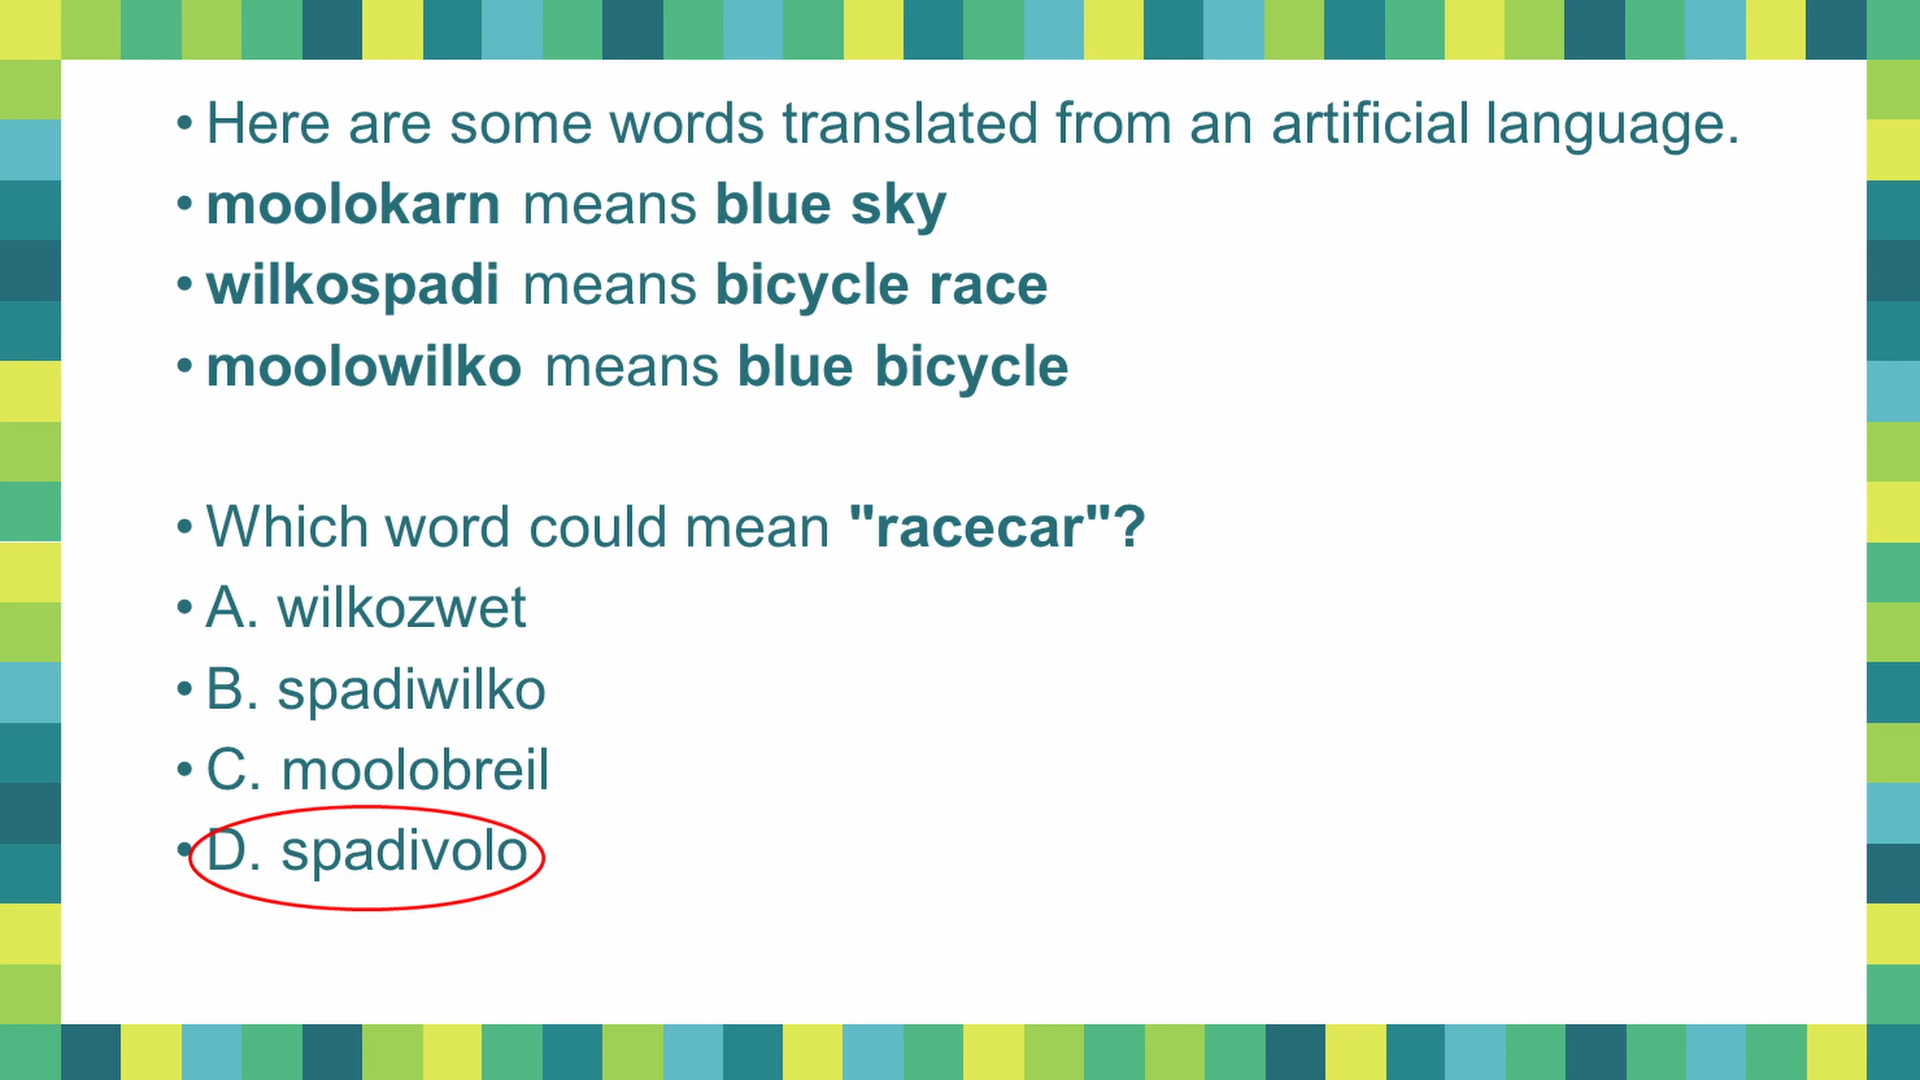 • Here are some words translated from an artificial language.
• moolokarn means blue sky
• wilkospadi means bicycle race
• moolowilko means blue bicycle
• Which word could mean "racecar"?
• A. wilkozwet
• B. spadiwilko
• C. moolobreil
• D. spadivolo